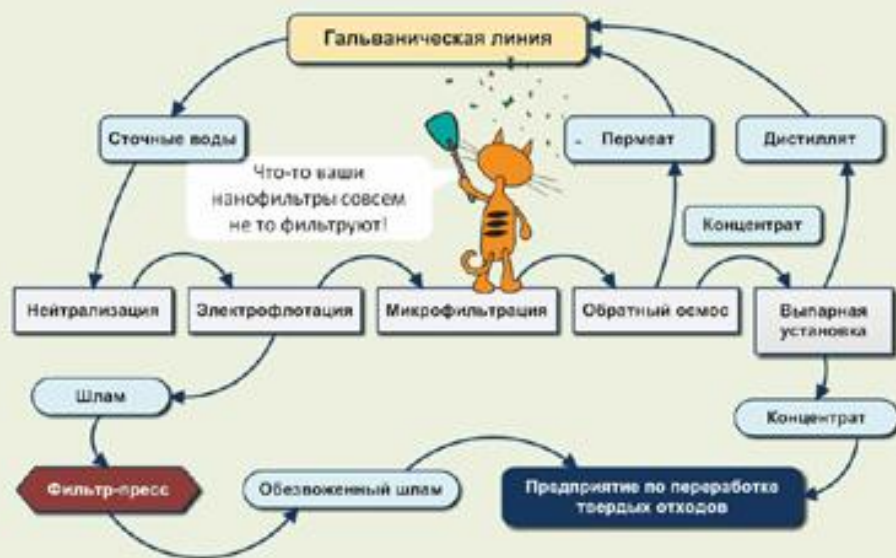 Гальваническая линия
Сточные воды
Пермеат
Дистиллят
Что-то ваши
нанофильтры совсем
не то фильтруют!
Концентрат
Нейтрализация
Электрофлотация
Микрофильтрация
Обратный осмос
Выпарная
установка
Шлам
Концентрат
Фильтр-пресс
Обезвоженный шлам
Предприятие по переработке
твердых отходов